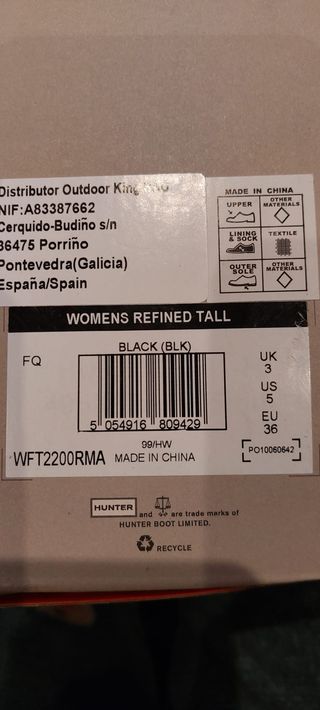 Distributor Outdoor King
NIF:A83387662
Cerquido-Budiño s/n
36475 Porriño
Pontevedra(Galicia)
España/Spain
MADE IN CHINA
UPPER
OTHER MATERIALS
LINING & SOCK
TEXTILE
OUTER SOLE
OTHER MATERIALS
WOMENS REFINED TALL
BLACK (BLK)
FQ
5 054916 809429
UK
3
US
5
EU
36
99/HW
WFT2200RMA MADE IN CHINA
PO10060642
HUNTER and are trade marks of
HUNTER BOOT LIMITED.
RECYCLE